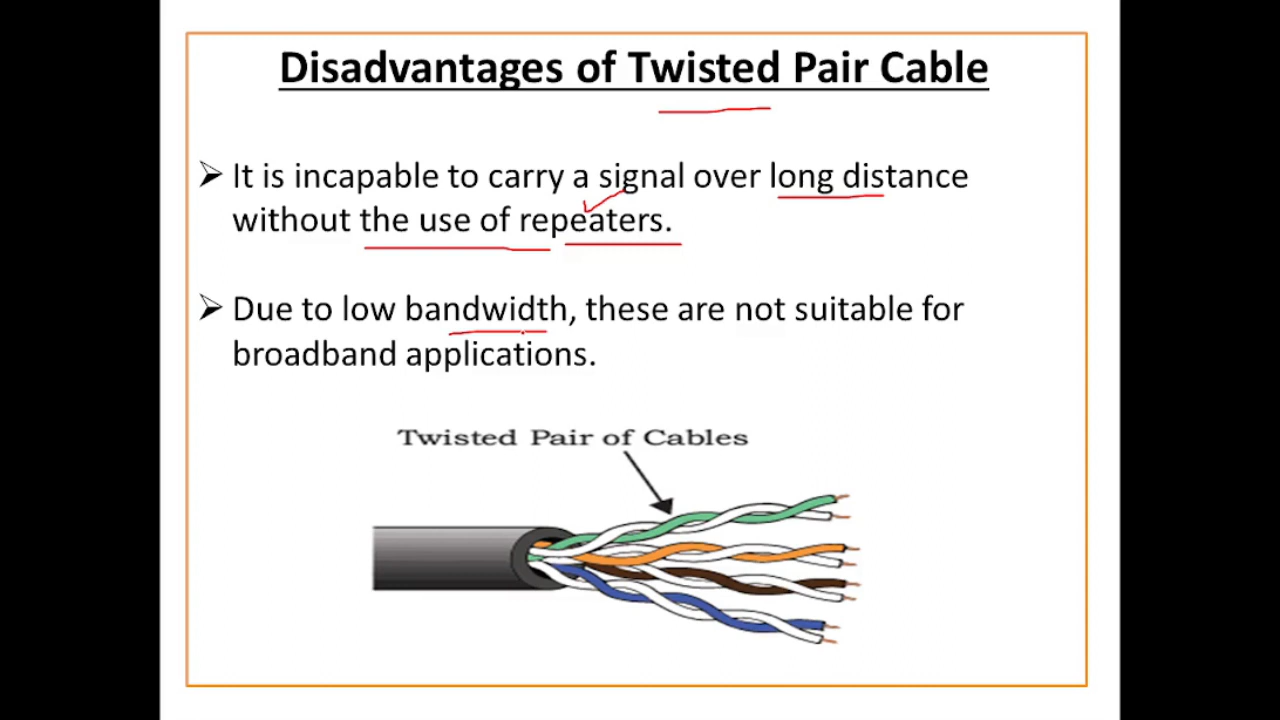 Disadvantages of Twisted Pair Cable
➢ It is incapable to carry a signal over long distance
without the use of repeaters.
➢ Due to low bandwidth, these are not suitable for
broadband applications.
Twisted Pair of Cables